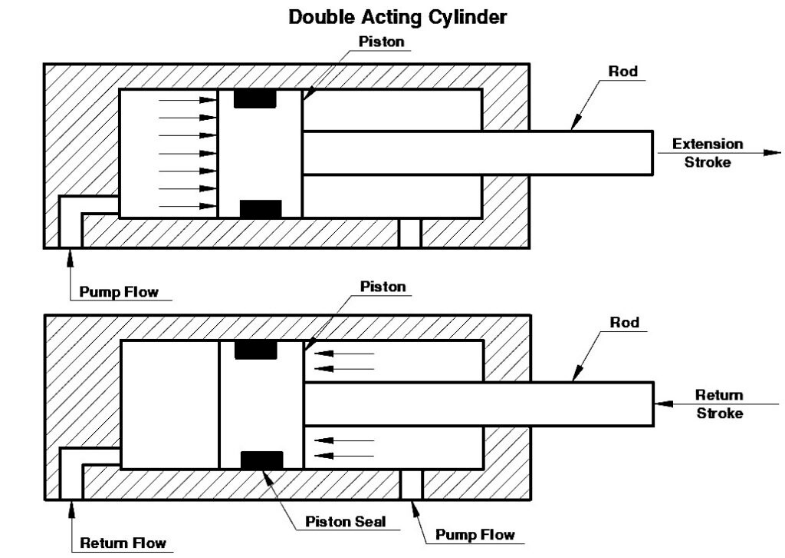 Double Acting Cylinder
Piston
Rod
Extension
Stroke
Pump Flow
Piston
Rod
Return
Stroke
Piston Seal
Pump Flow
Return Flow